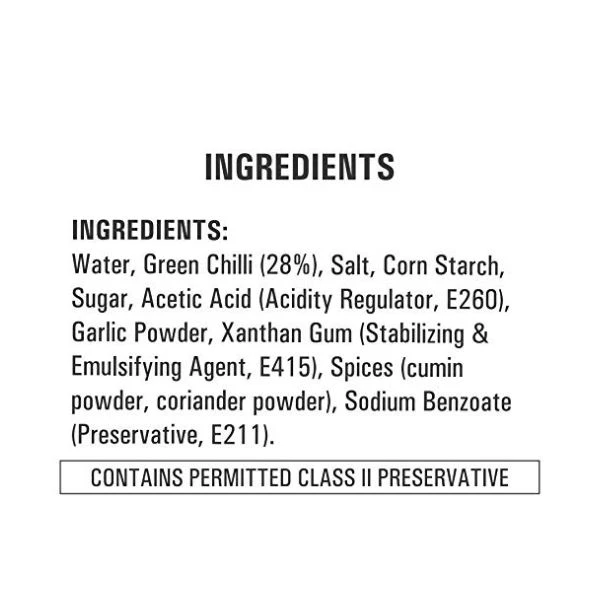 INGREDIENTS
INGREDIENTS:
Water, Green Chilli (28%), Salt, Corn Starch,
Sugar, Acetic Acid (Acidity Regulator, E260),
Garlic Powder, Xanthan Gum (Stabilizing &
Emulsifying Agent, E415), Spices (cumin
powder, coriander powder), Sodium Benzoate
(Preservative, E211).
CONTAINS PERMITTED CLASS II PRESERVATIVE